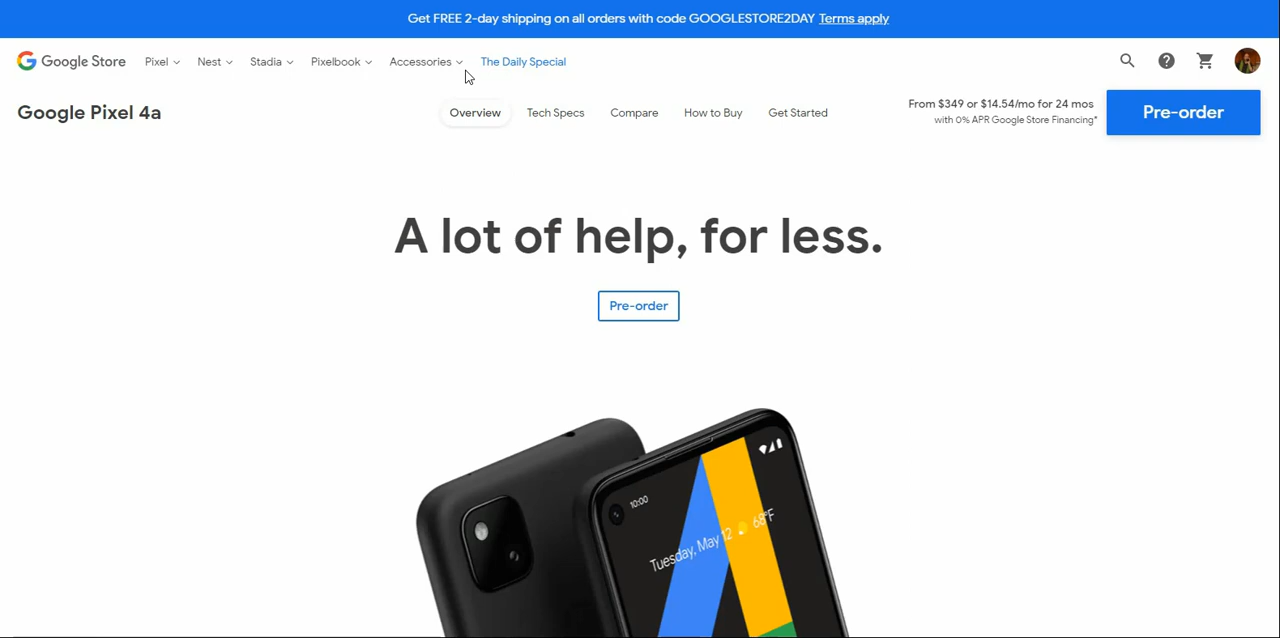 Get FREE 2-day shipping on all orders with code GOOGLESTORE2DAY Terms apply
Google Store Pixel Nest Stadia Pixelbook Accessories The Daily Special
Google Pixel 4a Overview Tech Specs Compare How to Buy Get Started
From $349 or $14.54/mo for 24 mos
with 0% APR Google Store Financing*
Pre-order
A lot of help, for less.
Pre-order
10:00
Tuesday, May 12 68°F